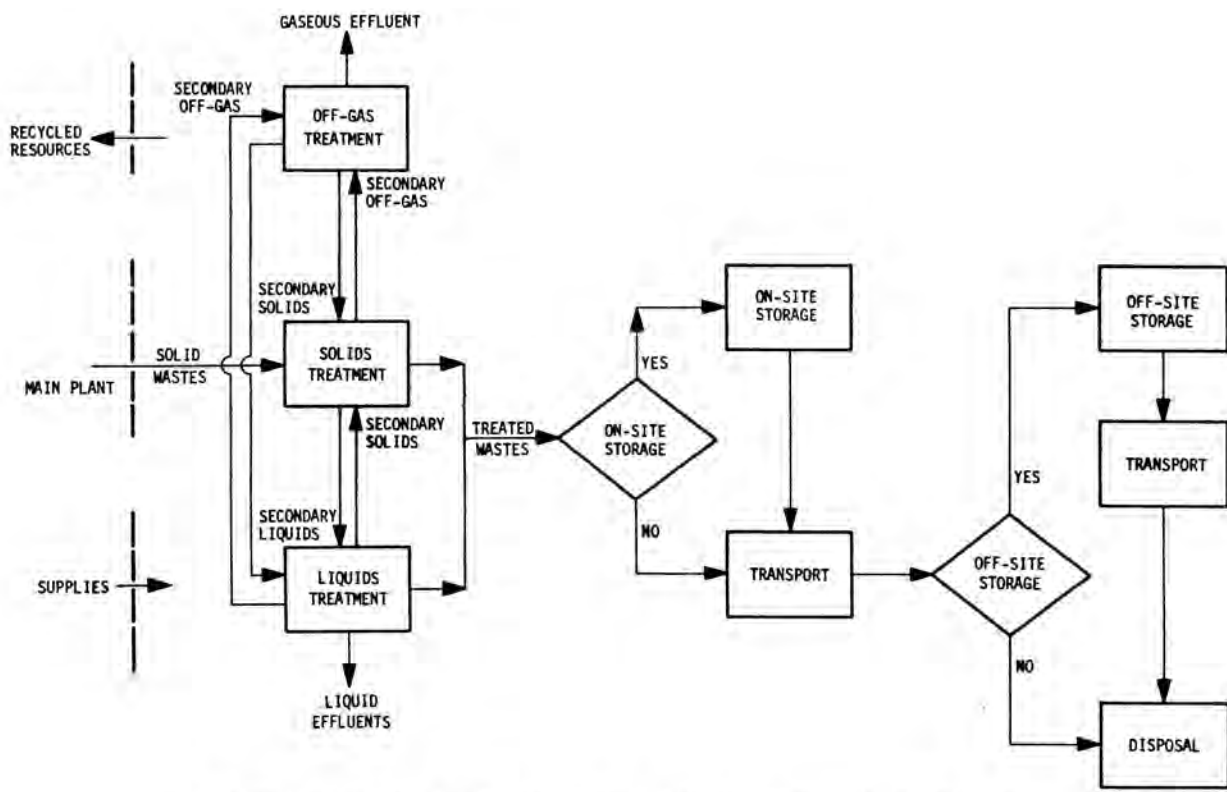 GASEOUS EFFLUENT
SECONDARY
OFF-GAS
OFF-GAS
TREATMENT
RECYCLED
RESOURCES
SECONDARY
OFF-GAS
SECONDARY
SOLIDS
ON-SITE
STORAGE
OFF-SITE
STORAGE
SOLID
WASTES
SOLIDS
TREATMENT
MAIN PLANT
YES
SECONDARY
SOLIDS
TREATED
WASTES
ON-SITE
STORAGE
TRANSPORT
YES
SECONDARY
LIQUIDS
NO
LIQUIDS
TREATMENT
TRANSPORT
OFF-SITE
STORAGE
SUPPLIES
NO
LIQUID
EFFLUENTS
DISPOSAL